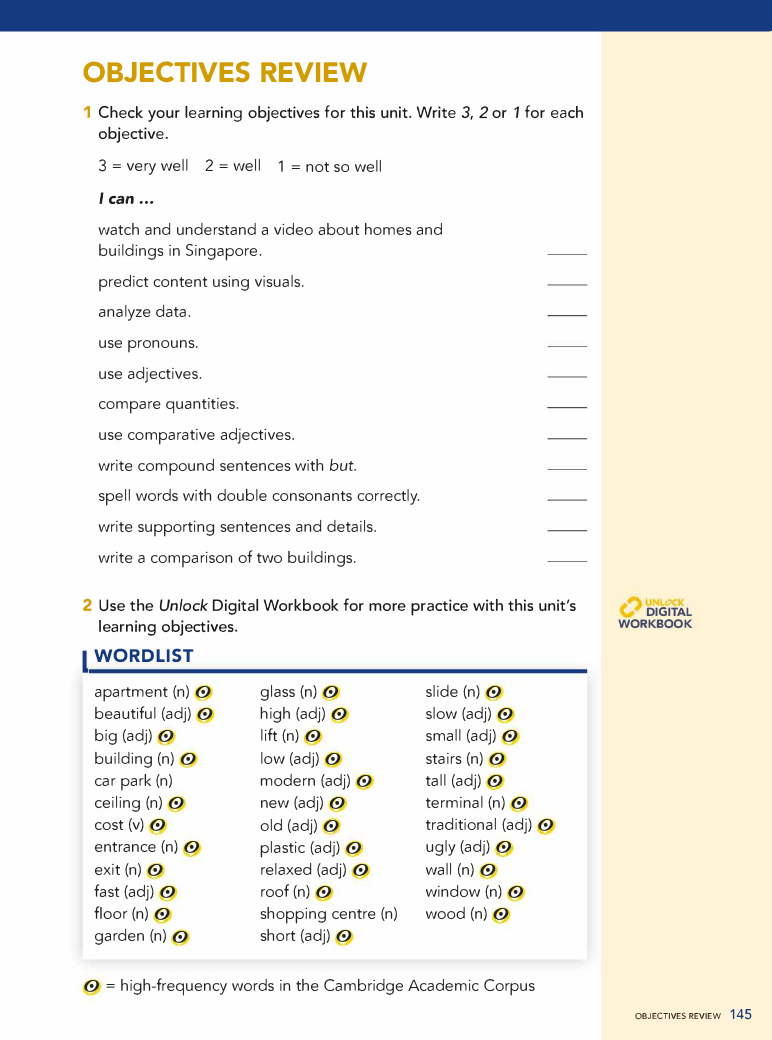 OBJECTIVES REVIEW
1 Check your learning objectives for this unit. Write 3, 2 or 1 for each
objective.
3 = very well 2 = well 1 = not so well
I can ...
watch and understand a video about homes and
buildings in Singapore.
predict content using visuals.
analyze data.
use pronouns.
use adjectives.
compare quantities.
use comparative adjectives.
write compound sentences with but.
spell words with double consonants correctly.
write supporting sentences and details.
write a comparison of two buildings.
2 Use the Unlock Digital Workbook for more practice with this unit's
learning objectives.
UNLOCK
DIGITAL
WORKBOOK
WORDLIST
apartment (n)
beautiful (adj)
big (adj)
building (n)
car park (n)
ceiling (n)
cost (v)
entrance (n)
exit (n)
fast (adj)
floor (n)
garden (n)
glass (n)
high (adj)
lift (n)
low (adj)
modern (adj)
new (adj)
old (adj)
plastic (adj)
relaxed (adj)
roof (n)
shopping centre (n)
short (adj)
slide (n)
slow (adj)
small (adj)
stairs (n)
tall (adj)
terminal (n)
traditional (adj)
ugly (adj)
wall (n)
window (n)
wood (n)
= high-frequency words in the Cambridge Academic Corpus
OBJECTIVES REVIEW 145